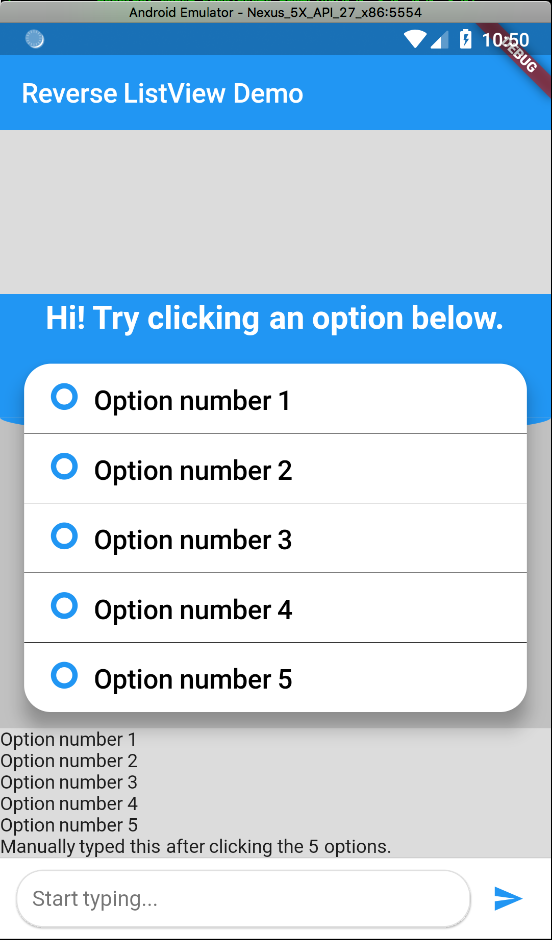 Android Emulator - Nexus_5X_API_27_x86:5554
10:50
DEBUG
Reverse ListView Demo
Hi! Try clicking an option below.
Option number 1
Option number 2
Option number 3
Option number 4
Option number 5
Option number 1
Option number 2
Option number 3
Option number 4
Option number 5
Manually typed this after clicking the 5 options.
Start typing...